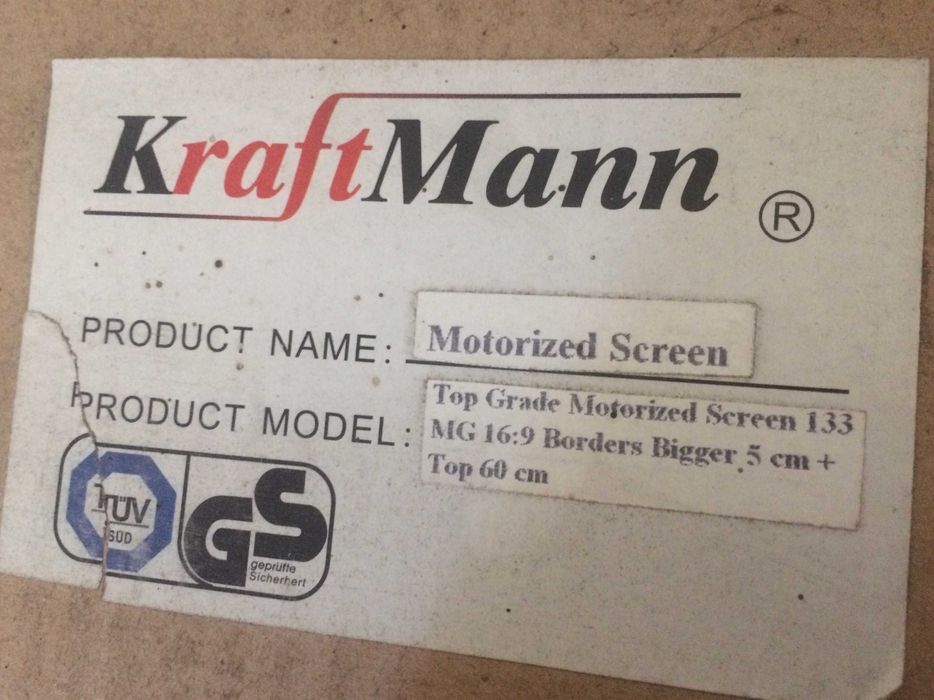 KraftMann ®
PRODUCT NAME: Motorized Screen
PRODUCT MODEL: Top Grade Motorized Screen 133
MG 16:9 Borders Bigger 5 cm +
Top 60 cm
TÜV
SÜD
GS
geprüfte
Sicherhert